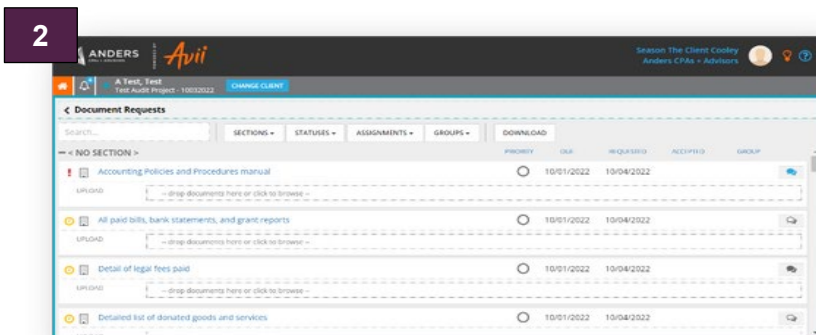 2
ANDERS
CPAs + ADVISORS
POWERED BY
Avii
Season The Client Cooley
Anders CPAs + Advisors
A Test, Test
Test Audit Project - 10032022
CHANGE CLIENT
Document Requests
Search...
SECTIONS
STATUSES
ASSIGNMENTS
GROUPS
DOWNLOAD
< NO SECTION >
PRIORITY DUE REQUESTED ACCEPTED GROUP
! Accounting Policies and Procedures manual 10/01/2022 10/04/2022
UPLOAD -- drop documents here or click to browse --
All paid bills, bank statements, and grant reports 10/01/2022 10/04/2022
UPLOAD -- drop documents here or click to browse --
Detail of legal fees paid 10/01/2022 10/04/2022
UPLOAD -- drop documents here or click to browse --
Detailed list of donated goods and services 10/01/2022 10/04/2022